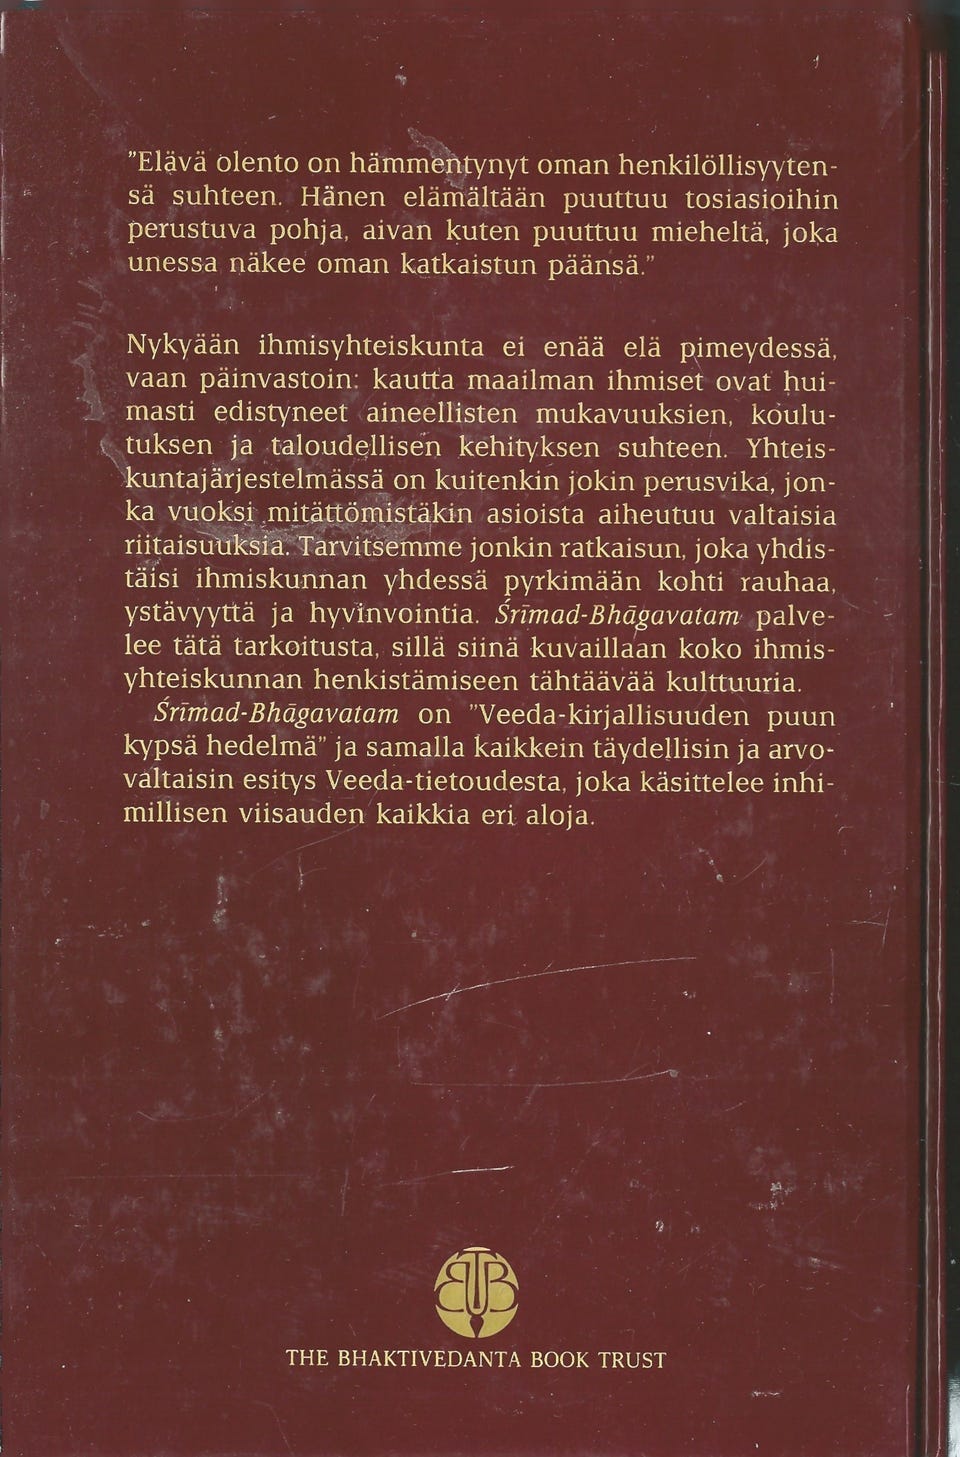 ”Elävä olento on hämmentynyt oman henkilöllisyyten-
sä suhteen. Hänen elämältään puuttuu tosiasioihin
perustuva pohja, aivan kuten puuttuu mieheltä, joka
unessa näkee oman katkaistun päänsä.”
Nykyään ihmisyhteiskunta ei enää elä pimeydessä,
vaan päinvastoin: kautta maailman ihmiset ovat hui-
masti edistyneet aineellisten mukavuuksien, koulu-
tuksen ja taloudellisen kehityksen suhteen. Yhteis-
kuntajärjestelmässä on kuitenkin jokin perusvika, jon-
ka vuoksi mitättömistäkin asioista aiheutuu valtaisia
riitaisuuksia. Tarvitsemme jonkin ratkaisun, joka yhdis-
täisi ihmiskunnan yhdessä pyrkimään kohti rauhaa,
ystävyyttä ja hyvinvointia. Śrīmad-Bhāgavatam palve-
lee tätä tarkoitusta, sillä siinä kuvaillaan koko ihmis-
yhteiskunnan henkistämiseen tähtäävää kulttuuria.
Śrīmad-Bhāgavatam on ”Veeda-kirjallisuuden puun
kypsä hedelmä” ja samalla kaikkein täydellisin ja arvo-
valtaisin esitys Veeda-tietoudesta, joka käsittelee inhi-
millisen viisauden kaikkia eri aloja.
BTB
THE BHAKTIVEDANTA BOOK TRUST